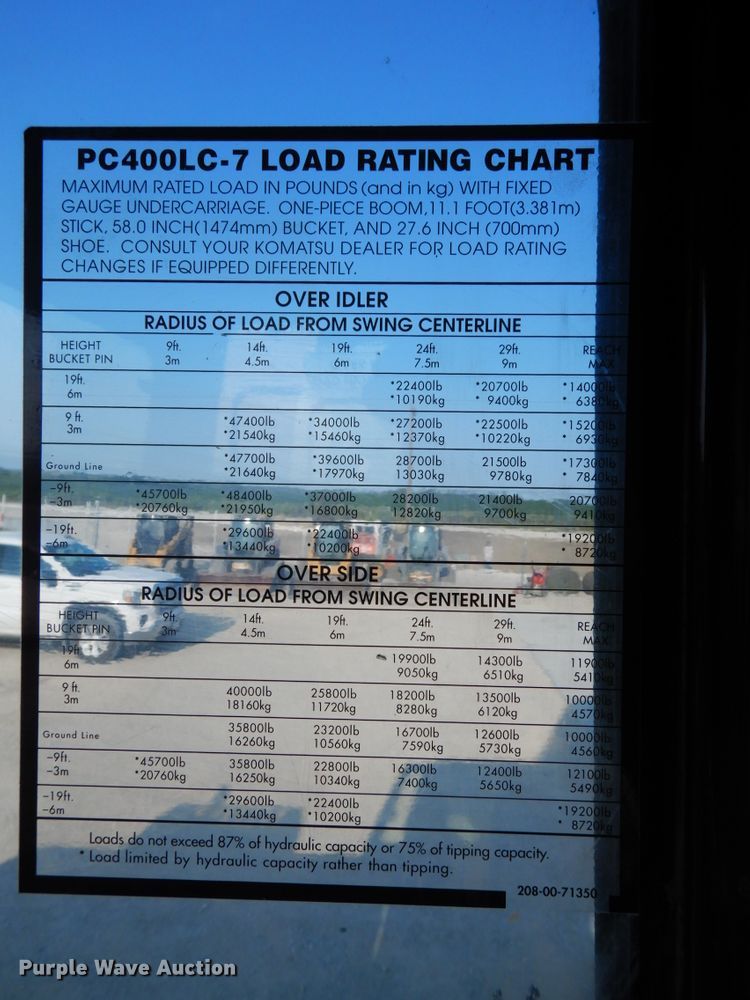 PC400LC-7 LOAD RATING CHART
MAXIMUM RATED LOAD IN POUNDS (and in kg) WITH FIXED
GAUGE UNDERCARRIAGE. ONE-PIECE BOOM, 11.1 FOOT(3.381m)
STICK, 58.0 INCH(1474mm) BUCKET, AND 27.6 INCH (700mm)
SHOE. CONSULT YOUR KOMATSU DEALER FOR LOAD RATING
CHANGES IF EQUIPPED DIFFERENTLY.
OVER IDLER
RADIUS OF LOAD FROM SWING CENTERLINE
HEIGHT 9ft. 14ft. 19ft. 24ft. 29ft. REACH
BUCKET PIN 3m 4.5m 6m 7.5m 9m MAX
19ft. *22400lb *20700lb *14000lb
6m *10190kg * 9400kg * 6380kg
9 ft. *47400lb *34000lb *27200lb *22500lb *15200lb
3m *21540kg *15460kg *12370kg *10220kg * 6930kg
*47700lb *39600lb 28700lb 21500lb *17300lb
Ground Line *21640kg *17970kg 13030kg 9780kg * 7840kg
-9ft. *45700lb *48400lb *37000lb 28200lb 21400lb 20700lb
-3m *20760kg *21950kg *16800kg 12820kg 9700kg 9410kg
-19ft. *29600lb *22400lb *19200lb
-6m *13440kg *10200kg * 8720kg
OVER SIDE
RADIUS OF LOAD FROM SWING CENTERLINE
HEIGHT 9ft. 14ft. 19ft. 24ft. 29ft. REACH
BUCKET PIN 3m 4.5m 6m 7.5m 9m MAX
19ft. 19900lb 14300lb 11900lb
6m 9050kg 6510kg 5410kg
9 ft. 40000lb 25800lb 18200lb 13500lb 10000lb
3m 18160kg 11720kg 8280kg 6120kg 4570kg
35800lb 23200lb 16700lb 12600lb 10000lb
Ground Line 16260kg 10560kg 7590kg 5730kg 4560kg
-9ft. *45700lb 35800lb 22800lb 16300lb 12400lb 12100lb
-3m *20760kg 16250kg 10340kg 7400kg 5650kg 5490kg
-19ft. *29600lb *22400lb *19200lb
-6m *13440kg *10200kg * 8720kg
Loads do not exceed 87% of hydraulic capacity or 75% of tipping capacity.
* Load limited by hydraulic capacity rather than tipping.
208-00-71350
Purple Wave Auction